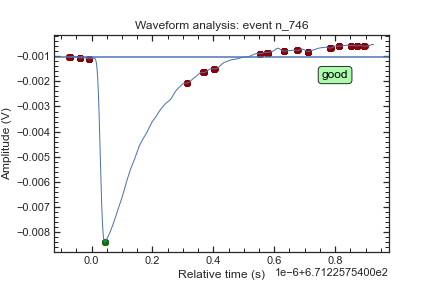 Waveform analysis: event n_746
Amplitude (V)
−0.001
−0.002
−0.003
−0.004
−0.005
−0.006
−0.007
−0.008
good
0.0 0.2 0.4 0.6 0.8
Relative time (s)
1e−6+6.7122575400e2